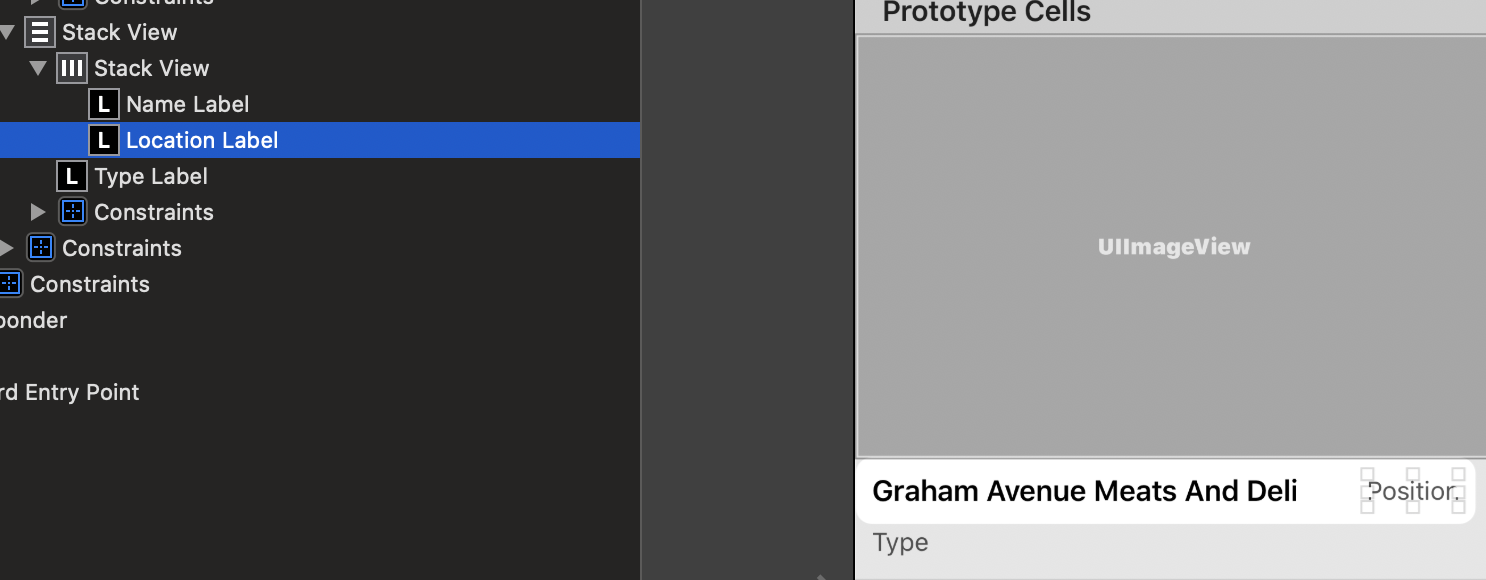 Constraints
Stack View
Stack View
L Name Label
L Location Label
L Type Label
Constraints
Constraints
Constraints
ponder
rd Entry Point
Prototype Cells
UIImageView
Graham Avenue Meats And Deli
Position
Type